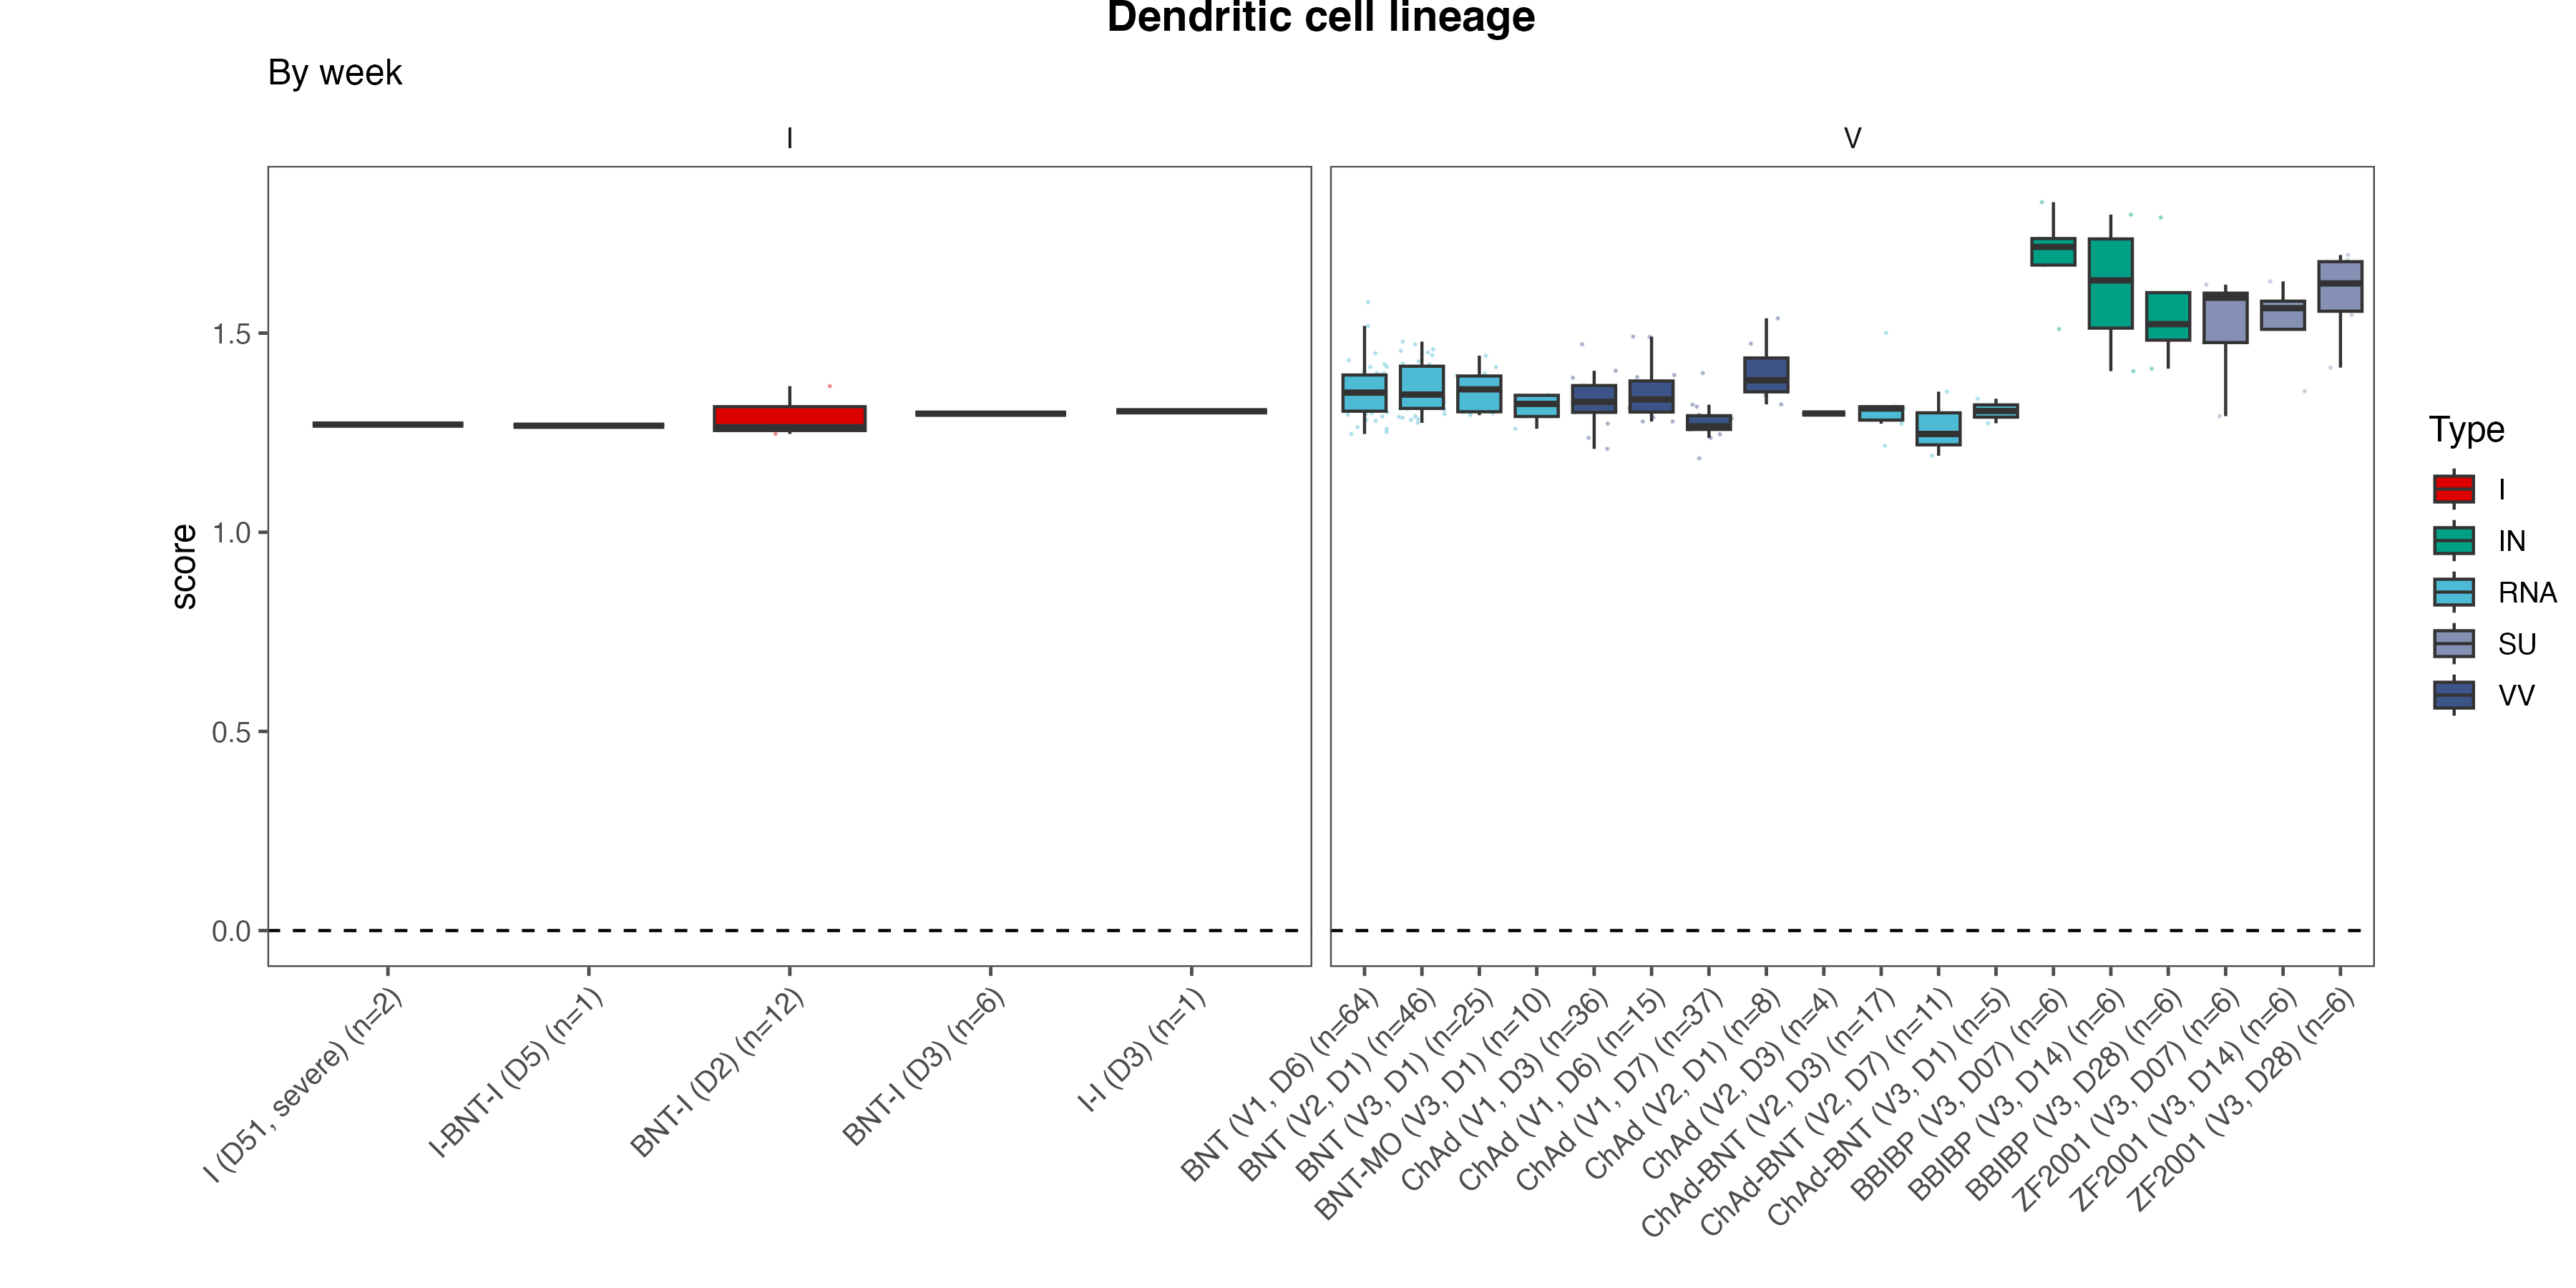 Dendritic cell lineage
By week
I
V
score
1.5
1.0
0.5
0.0
I (D51, severe) (n=2)
I-BNT-I (D5) (n=1)
BNT-I (D2) (n=12)
BNT-I (D3) (n=6)
I-I (D3) (n=1)
BNT (V1, D6) (n=64)
BNT (V2, D1) (n=46)
BNT (V3, D1) (n=25)
BNT-MO (V3, D1) (n=10)
ChAd (V1, D3) (n=36)
ChAd (V1, D6) (n=15)
ChAd (V1, D7) (n=37)
ChAd (V2, D1) (n=8)
ChAd (V2, D3) (n=4)
ChAd-BNT (V2, D3) (n=17)
ChAd-BNT (V2, D7) (n=11)
ChAd-BNT (V3, D1) (n=5)
BBIBP (V3, D07) (n=6)
BBIBP (V3, D14) (n=6)
BBIBP (V3, D28) (n=6)
ZF2001 (V3, D07) (n=6)
ZF2001 (V3, D14) (n=6)
ZF2001 (V3, D28) (n=6)
Type
I
IN
RNA
SU
VV